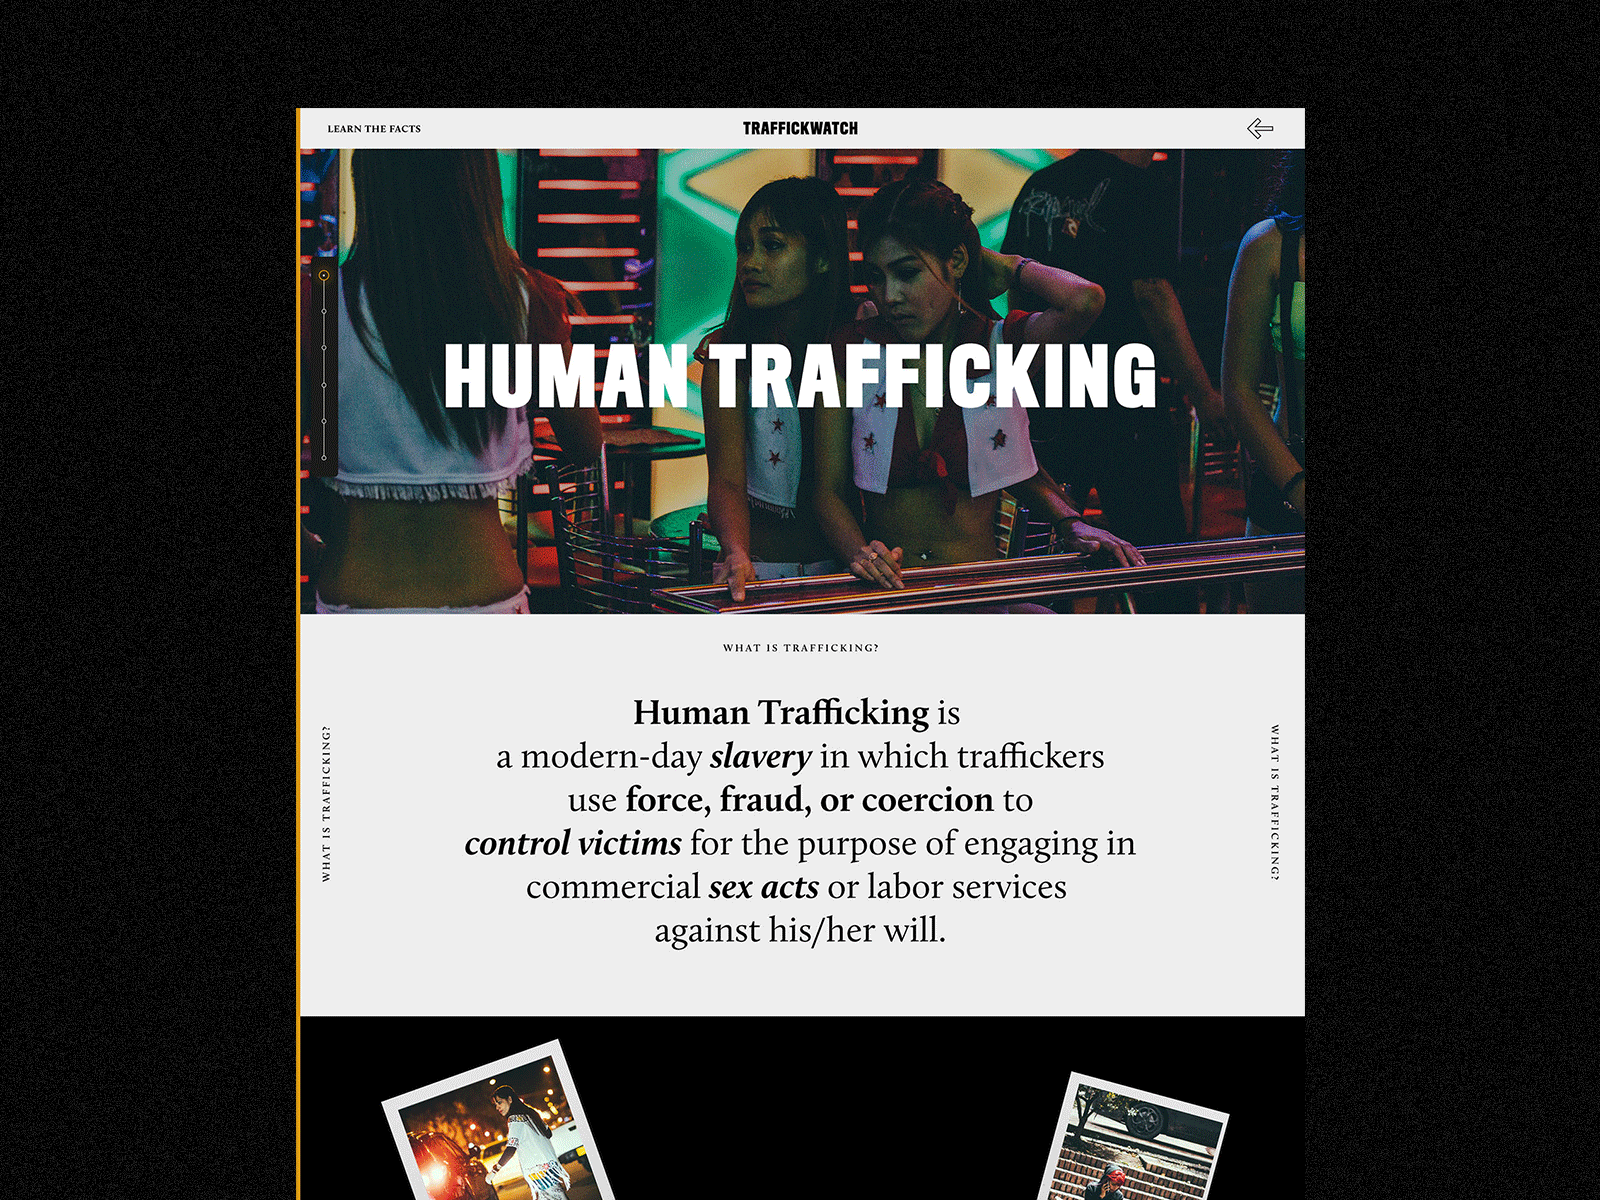 LEARN THE FACTS
TRAFFICKWATCH
HUMAN TRAFFICKING
WHAT IS TRAFFICKING?
Human Trafficking is
a modern-day slavery in which traffickers
use force, fraud, or coercion to
control victims for the purpose of engaging in
commercial sex acts or labor services
against his/her will.
WHAT IS TRAFFICKING?
WHAT IS TRAFFICKING?